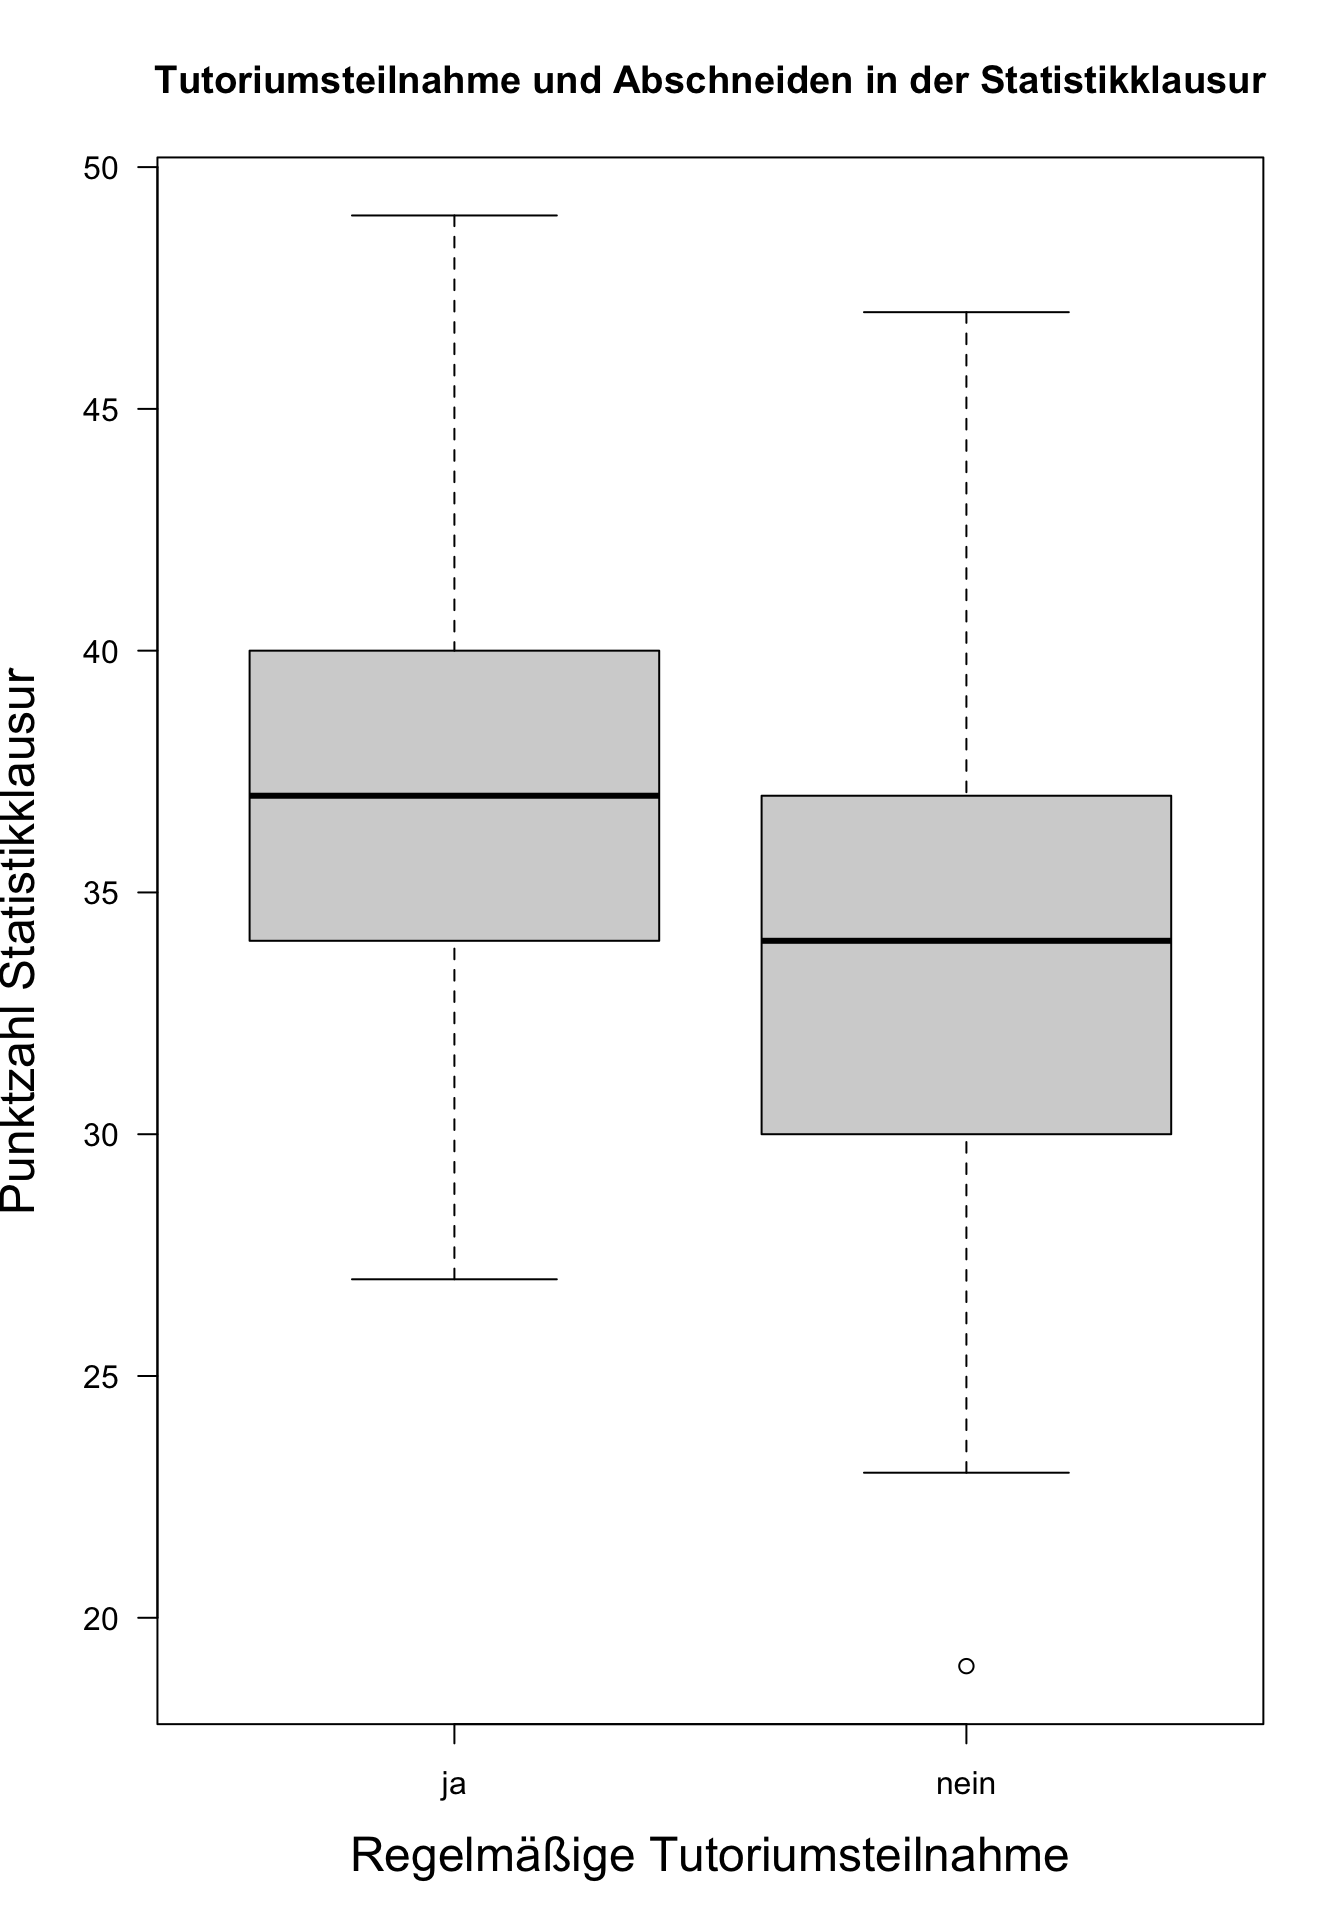 Tutoriumsteilnahme und Abschneiden in der Statistikklausur
Punktzahl Statistikklausur
50
45
40
35
30
25
20
ja
nein
Regelmäßige Tutoriumsteilnahme